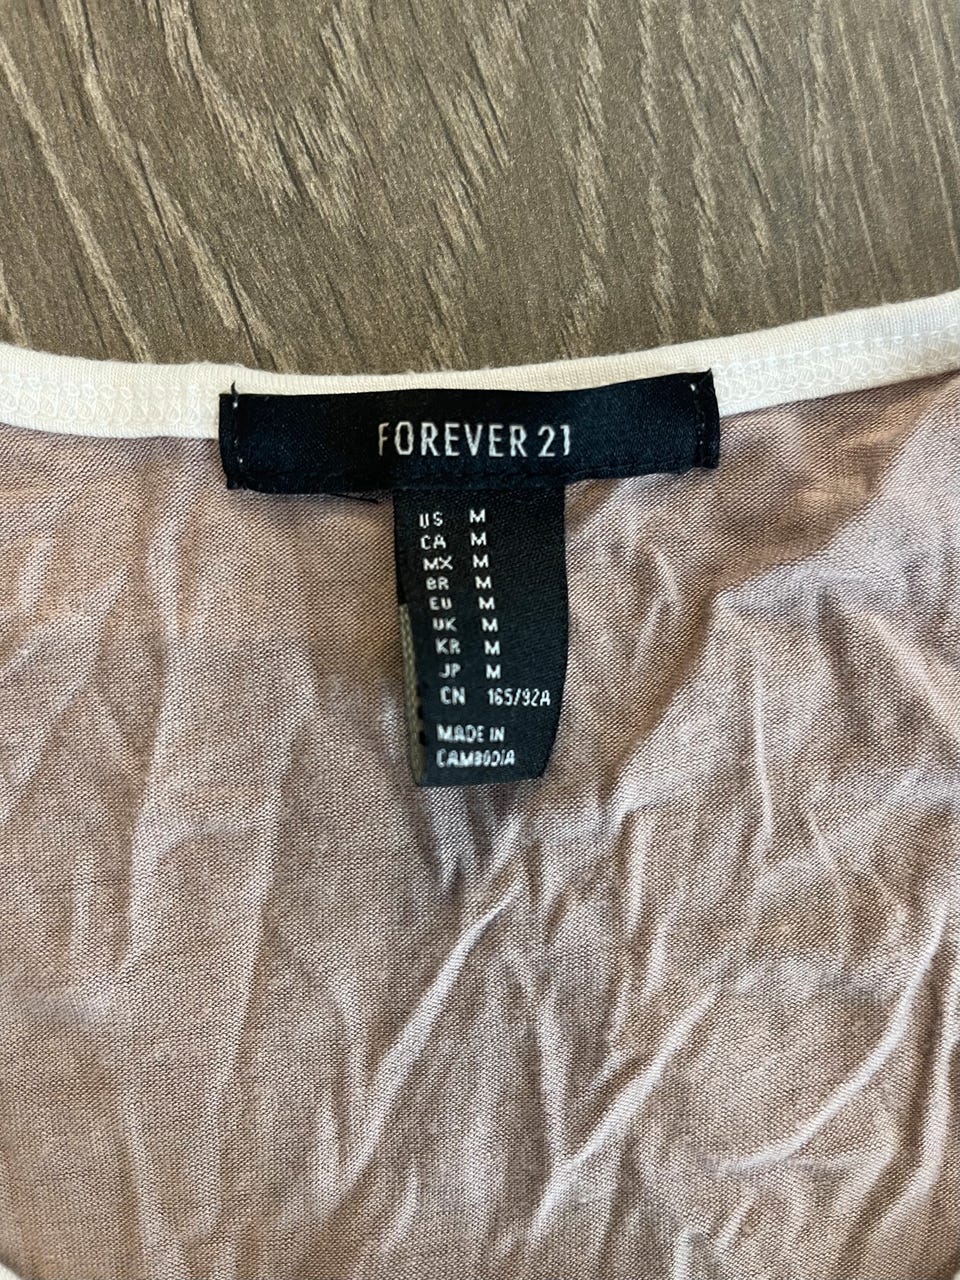 FOREVER 21
US M
CA M
MX M
BR M
EU M
UK M
KR M
JP M
CN 165/92A
MADE IN
CAMBODIA